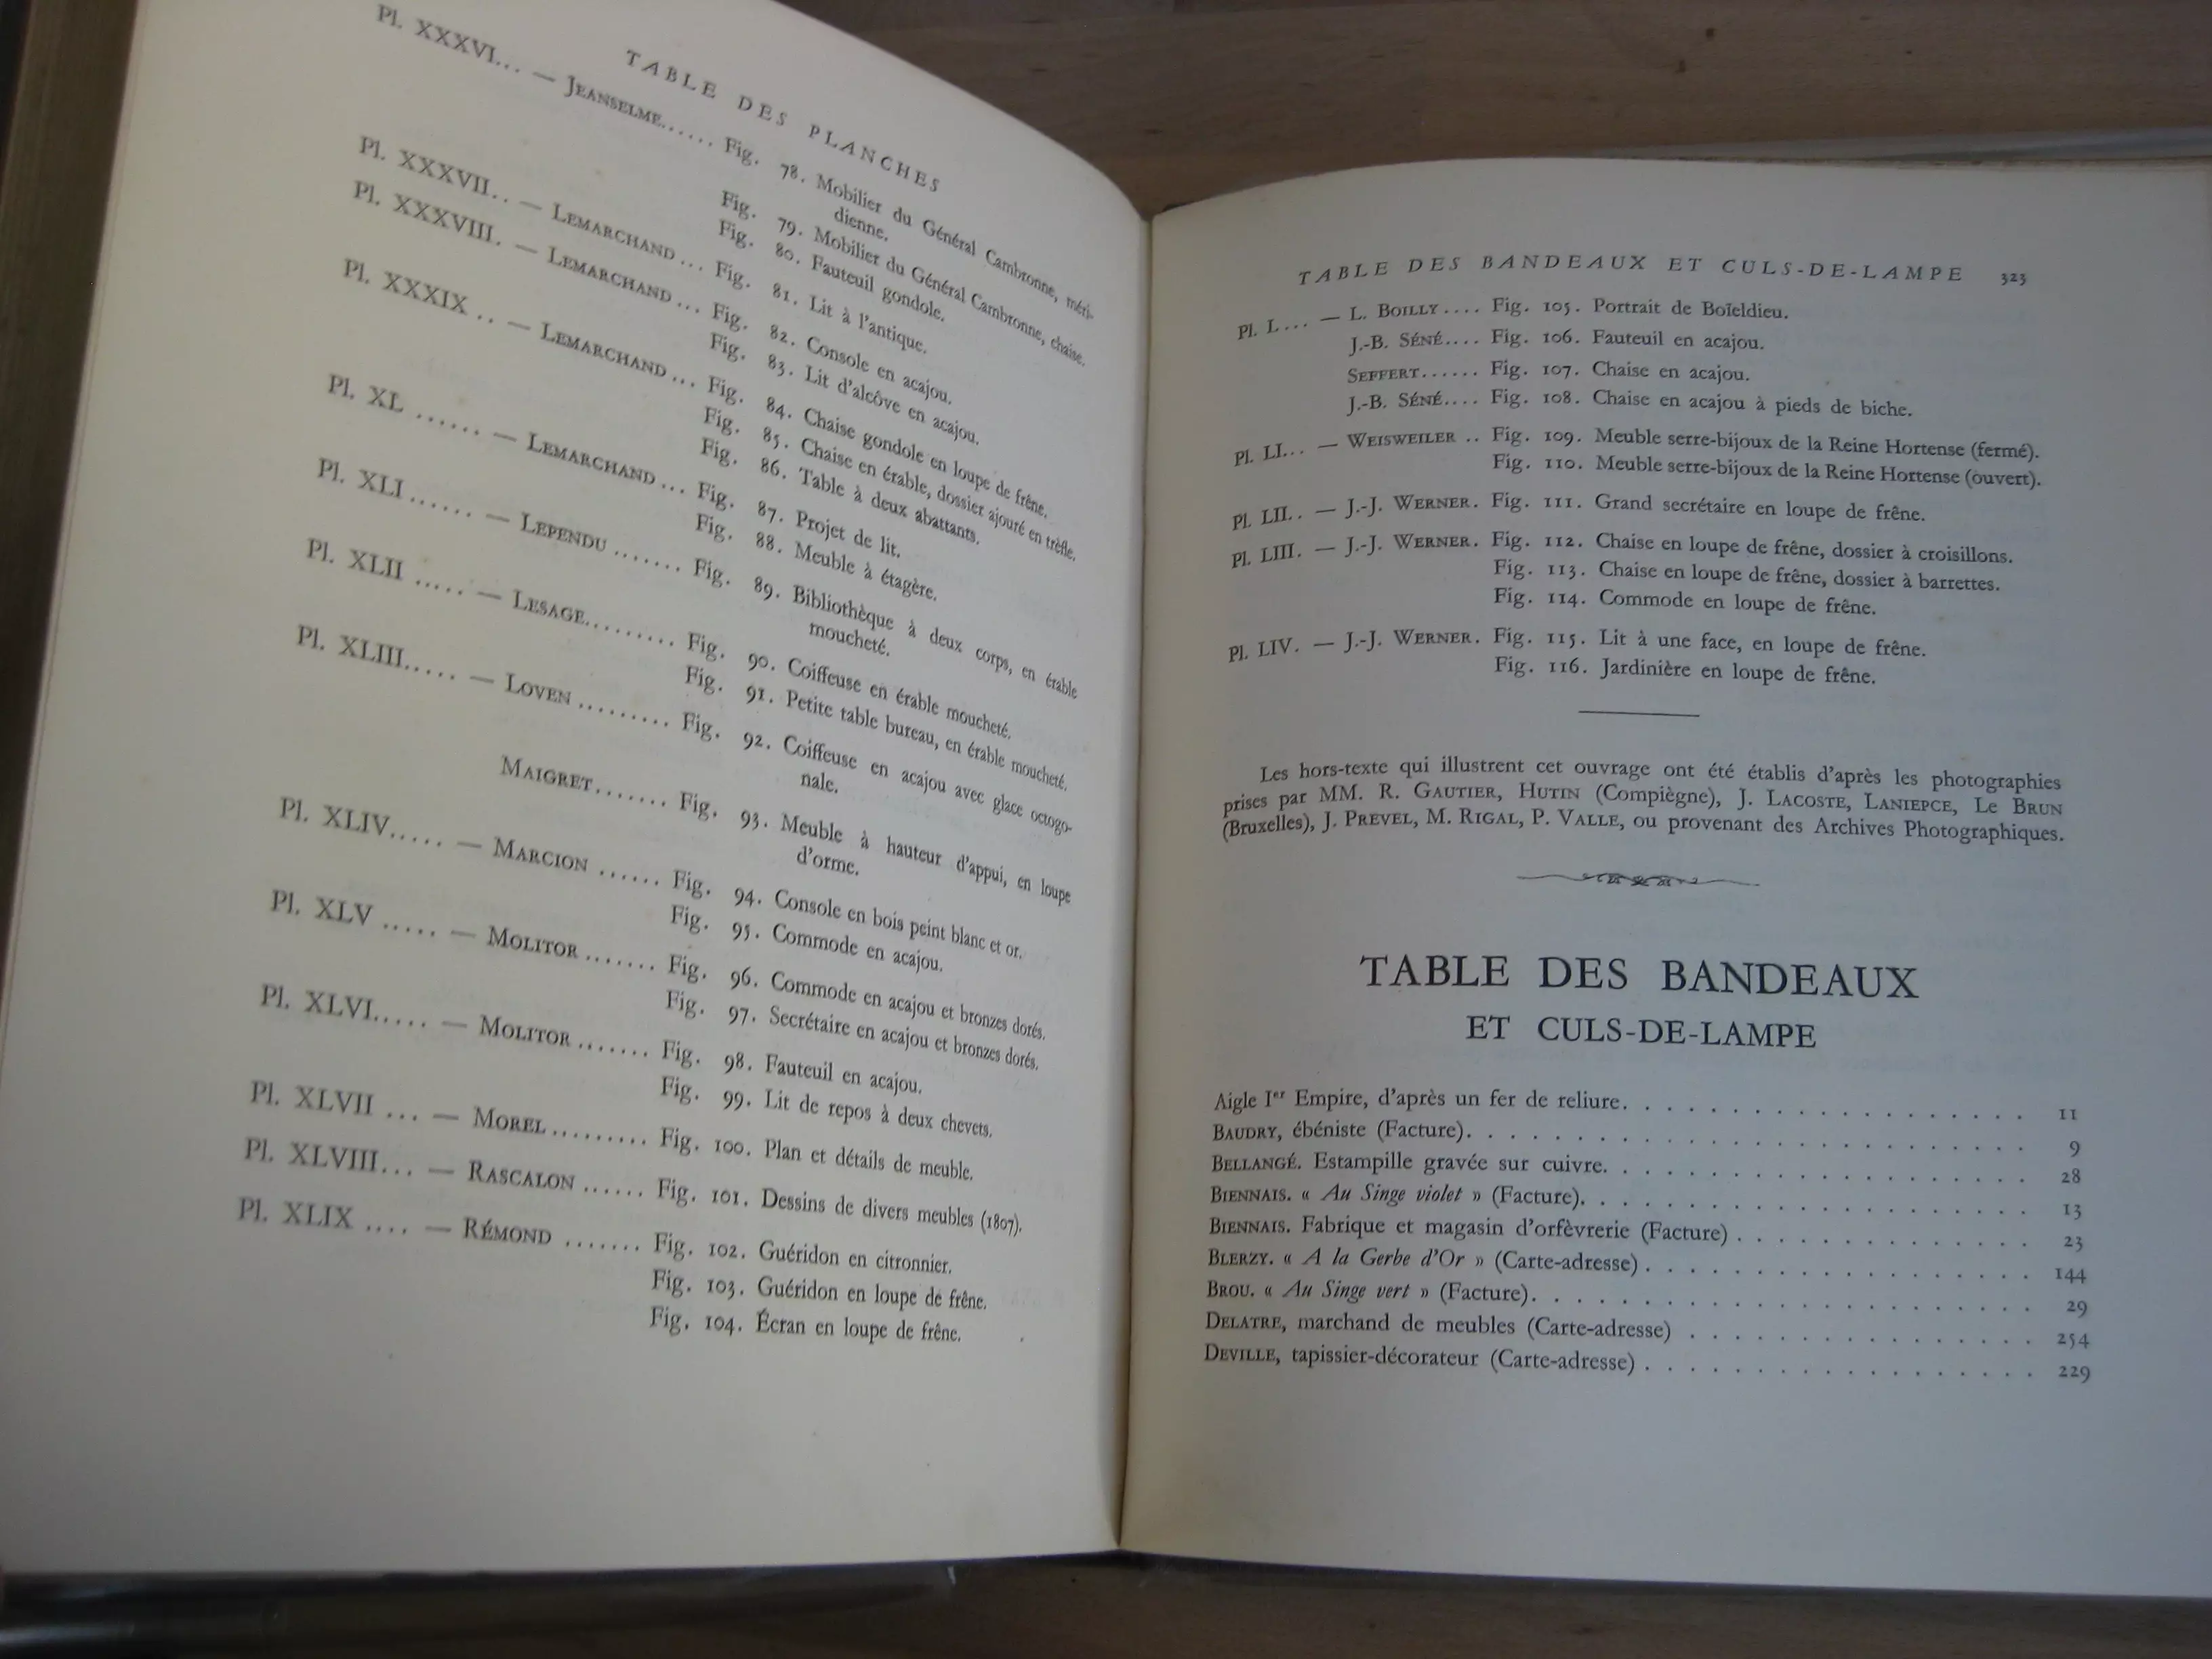 TABLE DES PLANCHES
Pl. XXXVI... — JEANSELME...... Fig. 78. Mobilier du Général Cambronne, méri-
dienne.
Fig. 79. Mobilier du Général Cambronne, chaise.
Fig. 80. Fauteuil gondole.
Pl. XXXVII.. — LEMARCHAND... Fig. 81. Lit à l'antique.
Pl. XXXVIII. — LEMARCHAND... Fig. 82. Console en acajou.
Fig. 83. Lit d'alcôve en acajou.
Pl. XXXIX .. — LEMARCHAND... Fig. 84. Chaise gondole en loupe de frêne.
Fig. 85. Chaise en érable, dossier ajouré en trèfle.
Fig. 86. Table à deux abattants.
Pl. XL ...... — LEMARCHAND... Fig. 87. Projet de lit.
Fig. 88. Meuble à étagère.
Pl. XLI...... — LEPENDU....... Fig. 89. Bibliothèque à deux corps, en érable
moucheté.
Pl. XLII ..... — LESAGE......... Fig. 90. Coiffeuse en érable moucheté.
Fig. 91. Petite table bureau, en érable moucheté.
Pl. XLIII..... — LOVEN......... Fig. 92. Coiffeuse en acajou avec glace octogo-
nale.
MAIGRET....... Fig. 93. Meuble à hauteur d'appui, en loupe
d'orme.
Pl. XLIV..... — MARCION ...... Fig. 94. Console en bois peint blanc et or.
Fig. 95. Commode en acajou.
Pl. XLV ..... — MOLITOR....... Fig. 96. Commode en acajou et bronzes dorés.
Fig. 97. Secrétaire en acajou et bronzes dorés.
Pl. XLVI..... — MOLITOR....... Fig. 98. Fauteuil en acajou.
Fig. 99. Lit de repos à deux chevets.
Pl. XLVII ... — MOREL......... Fig. 100. Plan et détails de meuble.
Pl. XLVIII... — RASCALON ...... Fig. 101. Dessins de divers meubles (1807).
Pl. XLIX .... — RÉMOND ....... Fig. 102. Guéridon en citronnier.
Fig. 103. Guéridon en loupe de frêne.
Fig. 104. Écran en loupe de frêne.
TABLE DES BANDEAUX ET CULS-DE-LAMPE 323
Pl. L... — L. BOILLY.... Fig. 105. Portrait de Boïeldieu.
J.-B. SÉNÉ.... Fig. 106. Fauteuil en acajou.
SEFFERT...... Fig. 107. Chaise en acajou.
J.-B. SÉNÉ.... Fig. 108. Chaise en acajou à pieds de biche.
Pl. LI... — WEISWEILER .. Fig. 109. Meuble serre-bijoux de la Reine Hortense (fermé).
Fig. 110. Meuble serre-bijoux de la Reine Hortense (ouvert).
Pl. LII.. — J.-J. WERNER. Fig. 111. Grand secrétaire en loupe de frêne.
Pl. LIII. — J.-J. WERNER. Fig. 112. Chaise en loupe de frêne, dossier à croisillons.
Fig. 113. Chaise en loupe de frêne, dossier à barrettes.
Fig. 114. Commode en loupe de frêne.
Pl. LIV. — J.-J. WERNER. Fig. 115. Lit à une face, en loupe de frêne.
Fig. 116. Jardinière en loupe de frêne.
Les hors-texte qui illustrent cet ouvrage ont été établis d'après les photographies
prises par MM. R. GAUTIER, HUTIN (Compiègne), J. LACOSTE, LANIEPCE, LE BRUN
(Bruxelles), J. PREVEL, M. RIGAL, P. VALLE, ou provenant des Archives Photographiques.
TABLE DES BANDEAUX
ET CULS-DE-LAMPE
Aigle Ier Empire, d'après un fer de reliure. . . . . . . . . . . . . . . . . . 11
BAUDRY, ébéniste (Facture). . . . . . . . . . . . . . . . . . . . . 9
BELLANGÉ. Estampille gravée sur cuivre. . . . . . . . . . . . . . . . . 28
BIENNAIS. « Au Singe violet » (Facture). . . . . . . . . . . . . . . . . 13
BIENNAIS. Fabrique et magasin d'orfèvrerie (Facture) . . . . . . . . . . . . 23
BLERZY. « A la Gerbe d'Or » (Carte-adresse) . . . . . . . . . . . . . . . 144
BROU. « Au Singe vert » (Facture). . . . . . . . . . . . . . . . . . . 29
DELATRE, marchand de meubles (Carte-adresse) . . . . . . . . . . . . . . 254
DEVILLE, tapissier-décorateur (Carte-adresse) . . . . . . . . . . . . . . . 229